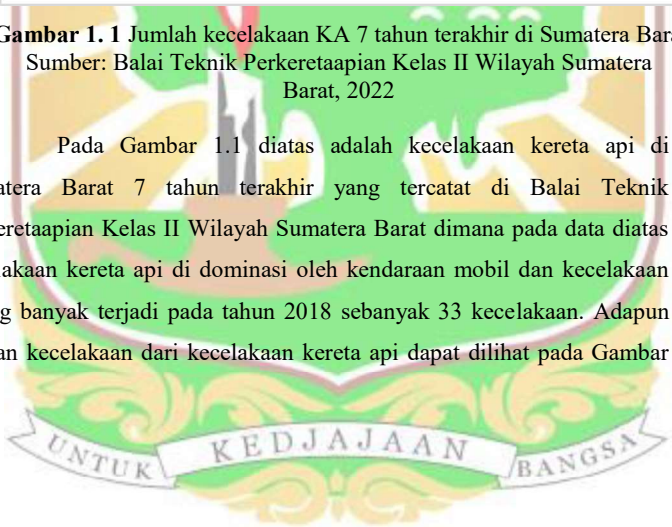 Gambar 1. 1 Jumlah kecelakaan KA 7 tahun terakhir di Sumatera Bara
Sumber: Balai Teknik Perkeretaapian Kelas II Wilayah Sumatera
Barat, 2022
Pada Gambar 1.1 diatas adalah kecelakaan kereta api di
atera Barat 7 tahun terakhir yang tercatat di Balai Teknik
eretaapian Kelas II Wilayah Sumatera Barat dimana pada data diatas
lakaan kereta api di dominasi oleh kendaraan mobil dan kecelakaan
g banyak terjadi pada tahun 2018 sebanyak 33 kecelakaan. Adapun
an kecelakaan dari kecelakaan kereta api dapat dilihat pada Gambar
UNTUK KEDJAJAAN BANGSA